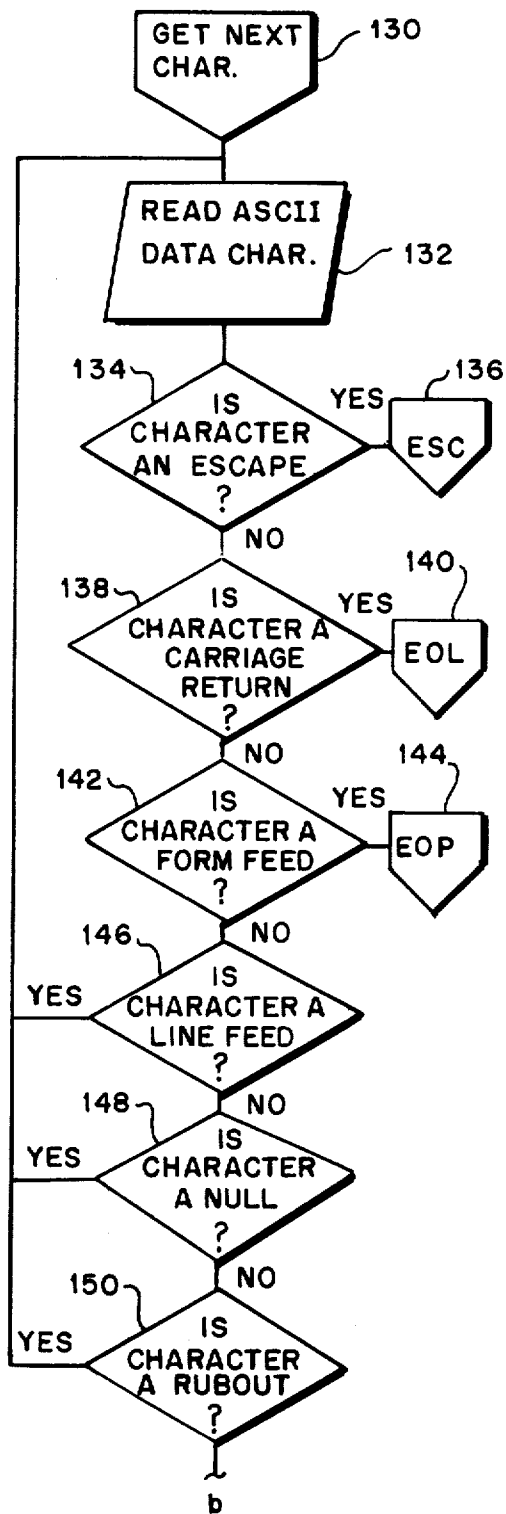 GET NEXT
CHAR.
130
READ ASCII
DATA CHAR.
132
134
IS
CHARACTER
AN ESCAPE
?
YES
136
ESC
NO
138
IS
CHARACTER A
CARRIAGE
RETURN
?
YES
140
EOL
NO
142
IS
CHARACTER A
FORM FEED
?
YES
144
EOP
NO
146
IS
CHARACTER A
LINE FEED
?
YES
NO
148
IS
CHARACTER
A NULL
?
YES
NO
150
IS
CHARACTER
A RUBOUT
?
YES
b